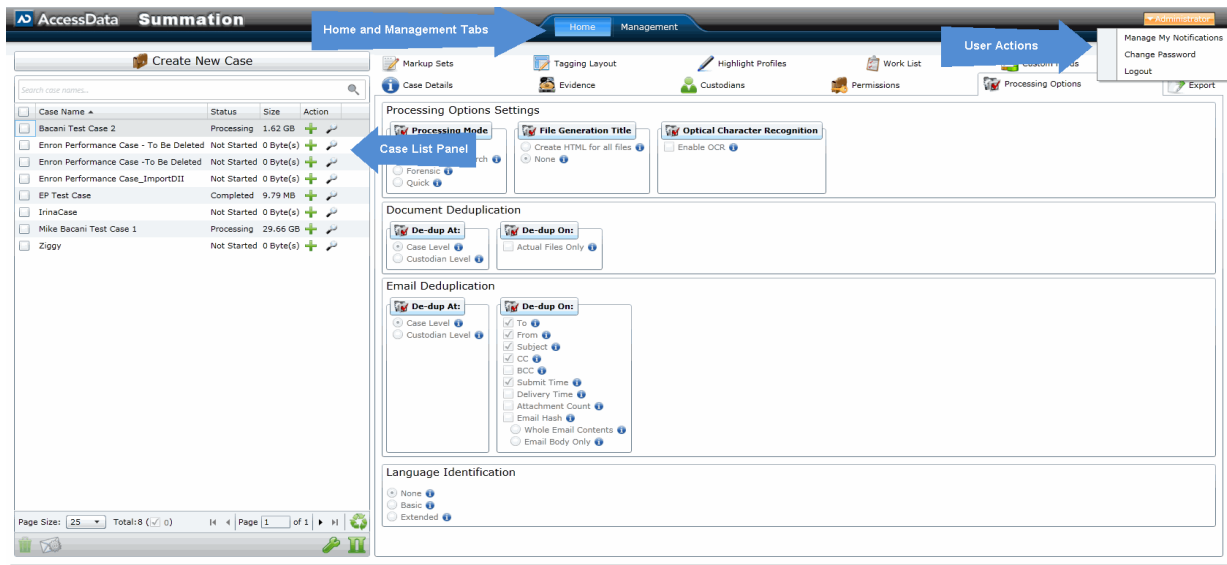 AccessData Summation
Home and Management Tabs
Home Management
Administrator
User Actions
Manage My Notifications
Change Password
Logout
Create New Case
Search case names...
Case Name Status Size Action
Bacani Test Case 2 Processing 1.62 GB
Enron Performance Case - To Be Deleted Not Started 0 Byte(s)
Enron Performance Case -To Be Deleted Not Started 0 Byte(s)
Enron Performance Case_ImportDII Not Started 0 Byte(s)
EP Test Case Completed 9.79 MB
IrinaCase Not Started 0 Byte(s)
Mike Bacani Test Case 1 Processing 29.66 GB
Ziggy Not Started 0 Byte(s)
Case List Panel
Page Size: 25 Total:8 ( 0) Page 1 of 1
Markup Sets Tagging Layout Highlight Profiles Work List Custom
Case Details Evidence Custodians Permissions Processing Options Export
Processing Options Settings
Processing Mode
Forensic
Quick
File Generation Title
Create HTML for all files
None
Optical Character Recognition
Enable OCR
Document Deduplication
De-dup At:
Case Level
Custodian Level
De-dup On:
Actual Files Only
Email Deduplication
De-dup At:
Case Level
Custodian Level
De-dup On:
To
From
Subject
CC
BCC
Submit Time
Delivery Time
Attachment Count
Email Hash
Whole Email Contents
Email Body Only
Language Identification
None
Basic
Extended